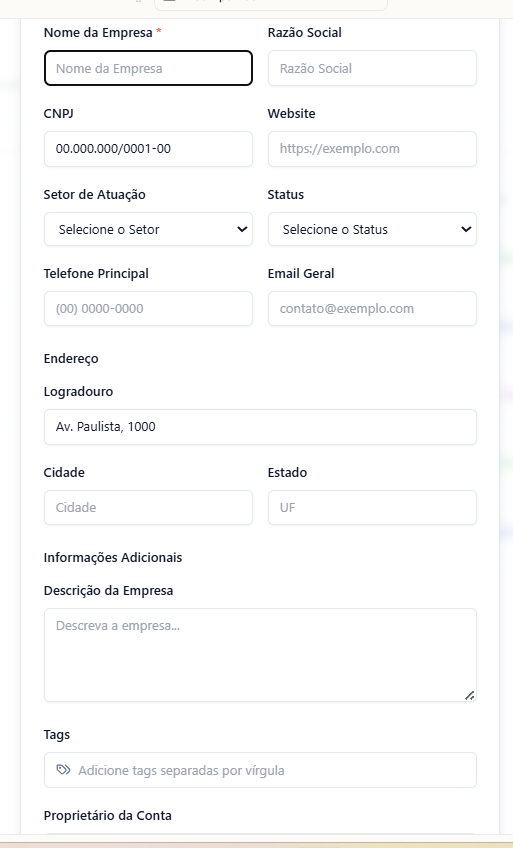 Nome da Empresa *
Razão Social
Nome da Empresa
Razão Social
CNPJ
Website
00.000.000/0001-00
https://exemplo.com
Setor de Atuação
Status
Selecione o Setor
Selecione o Status
Telefone Principal
Email Geral
(00) 0000-0000
contato@exemplo.com
Endereço
Logradouro
Av. Paulista, 1000
Cidade
Estado
Cidade
UF
Informações Adicionais
Descrição da Empresa
Descreva a empresa...
Tags
Adicione tags separadas por vírgula
Proprietário da Conta